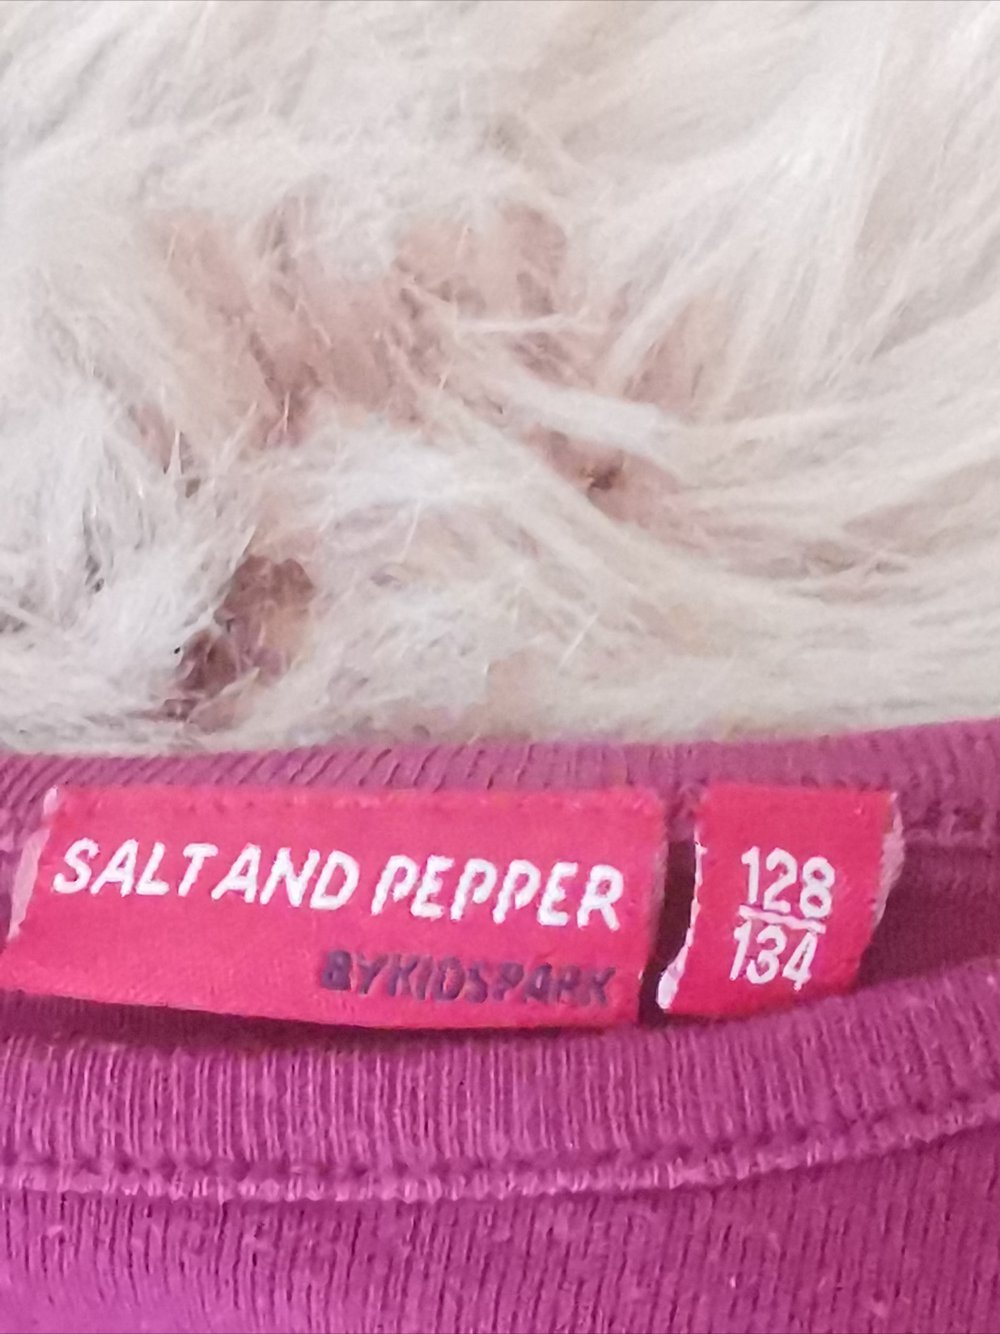 SALT AND PEPPER
BYKIDSPARK
128
134